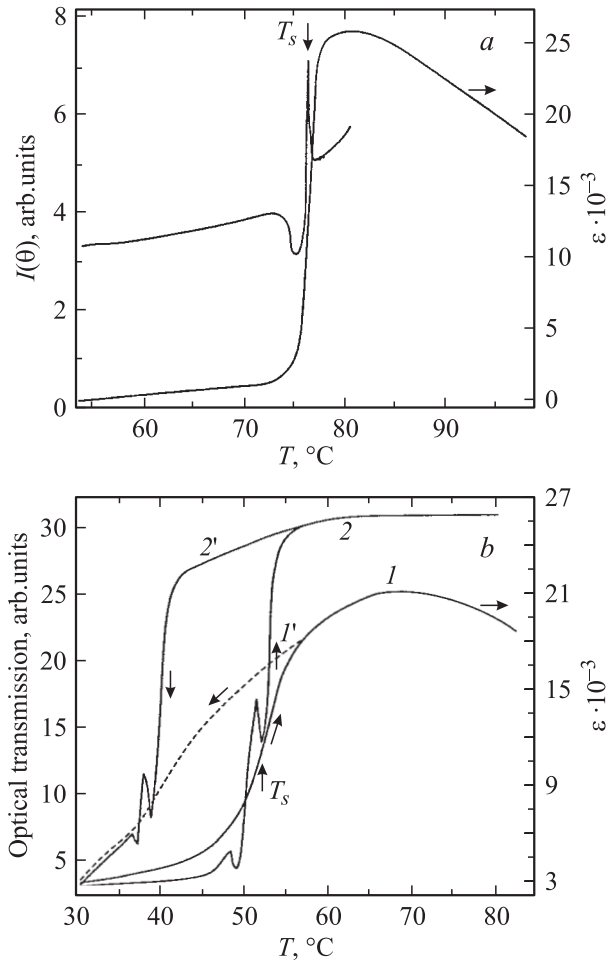 a
T_s
I(θ), arb.units
8
6
4
2
0
25
20
15
10
5
0
ε·10⁻³
60 70 80 90
T, °C
b
Optical transmission, arb.units
30
25
20
15
10
5
27
21
15
9
3
ε·10⁻³
2' 2
1
1'
T_s
30 40 50 60 70 80
T, °C